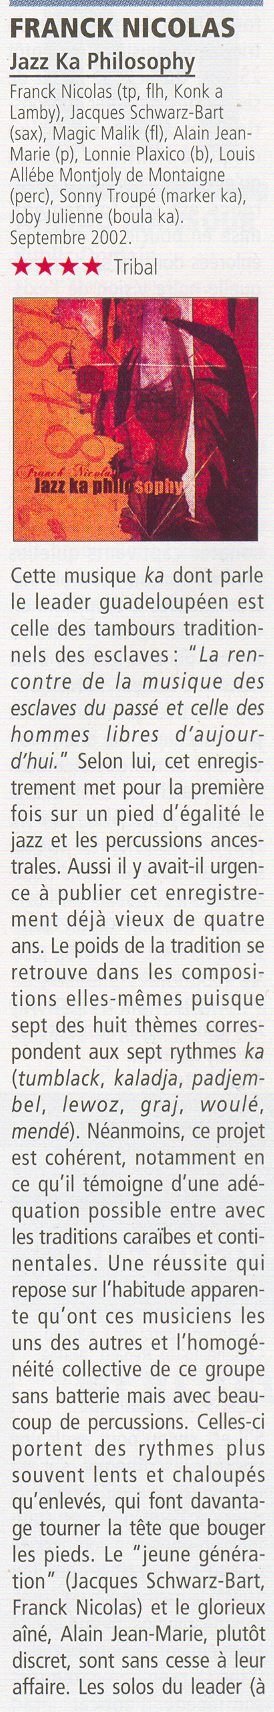 FRANCK NICOLAS
Jazz Ka Philosophy
Franck Nicolas (tp, flh, Konk a
Lamby), Jacques Schwarz-Bart
(sax), Magic Malik (fl), Alain Jean-
Marie (p), Lonnie Plaxico (b), Louis
Allébe Montjoly de Montaigne
(perc), Sonny Troupé (marker ka),
Joby Julienne (boula ka).
Septembre 2002.
★★★★ Tribal
Franck Nicolas
Jazz ka philosophy
Cette musique ka dont parle
le leader guadeloupéen est
celle des tambours tradition-
nels des esclaves : "La ren-
contre de la musique des
esclaves du passé et celle des
hommes libres d'aujour-
d'hui." Selon lui, cet enregis-
trement met pour la première
fois sur un pied d'égalité le
jazz et les percussions ances-
trales. Aussi il y avait-il urgen-
ce à publier cet enregistre-
ment déjà vieux de quatre
ans. Le poids de la tradition se
retrouve dans les composi-
tions elles-mêmes puisque
sept des huit thèmes corres-
pondent aux sept rythmes ka
(tumblack, kaladja, padjem-
bel, lewoz, graj, woulé,
mendé). Néanmoins, ce projet
est cohérent, notamment en
ce qu'il témoigne d'une adé-
quation possible entre avec
les traditions caraïbes et conti-
nentales. Une réussite qui
repose sur l'habitude apparen-
te qu'ont ces musiciens les
uns des autres et l'homogé-
néité collective de ce groupe
sans batterie mais avec beau-
coup de percussions. Celles-ci
portent des rythmes plus
souvent lents et chaloupés
qu'enlevés, qui font davanta-
ge tourner la tête que bouger
les pieds. Le "jeune généra-
tion" (Jacques Schwarz-Bart,
Franck Nicolas) et le glorieux
aîné, Alain Jean-Marie, plutôt
discret, sont sans cesse à leur
affaire. Les solos du leader (à